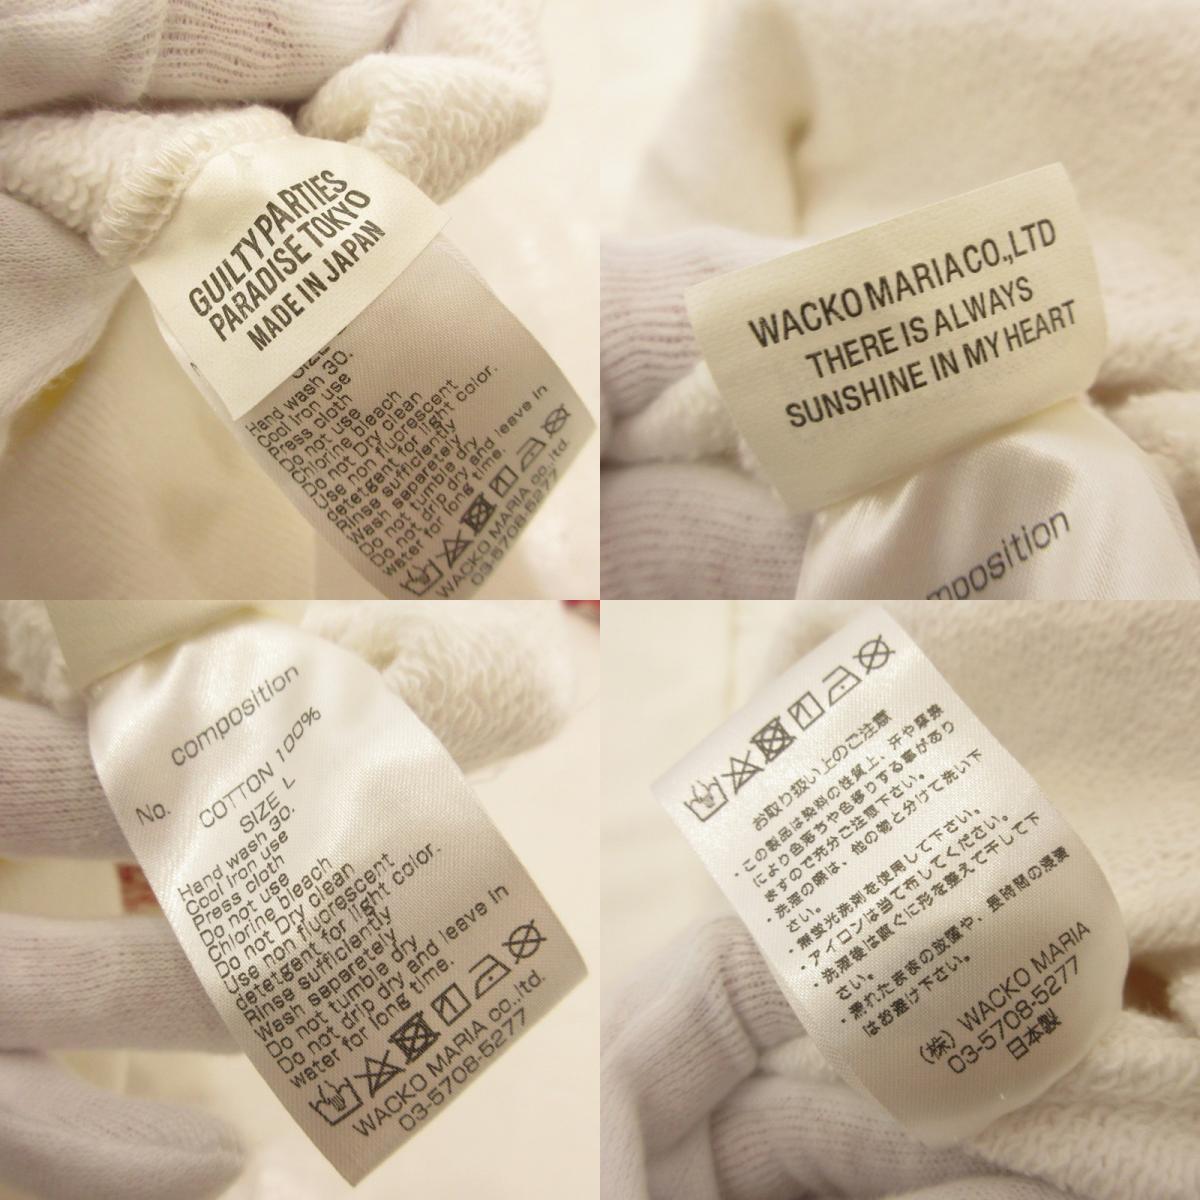 GUILTY PARTIES
PARADISE TOKYO
MADE IN JAPAN
SIZE
Hand wash 30.
Cool Iron use
Press cloth
Do not use
Chlorine bleach
Do not Dry clean
Use non fluorescent
detetgent for light color.
Rinse sufficiently
Wash separetely
Do not tumble dry
Do not drip dry and leave in
water for long time.
WACKO MARIA co.,ltd.
03-5708-5277
WACKO MARIA CO.,LTD
THERE IS ALWAYS
SUNSHINE IN MY HEART
mposition
composition
No.
COTTON 100%
SIZE L
Hand wash 30.
Cool Iron use
Press cloth
Do not use
Chlorine bleach
Do not Dry clean
Use non fluorescent
detetgent for light color.
Rinse sufficiently
Wash separetely
Do not tumble dry
Do not drip dry and leave in
water for long time.
WACKO MARIA co.,ltd.
03-5708-5277
お取り扱い上のご注意
・この製品は染料の性質上、汗や摩擦
により色落ちや色移りする事があり
ますので充分ご注意下さい。
・洗濯の際は、他の物と分けて洗い下
さい。
・無蛍光洗剤を使用して下さい。
・アイロンは当て布してください。
・洗濯後は直ぐに形を整えて干して下
さい。
・濡れたままの放置や、長時間の浸漬
はお避け下さい。
(株) WACKO MARIA
03-5708-5277
日本製